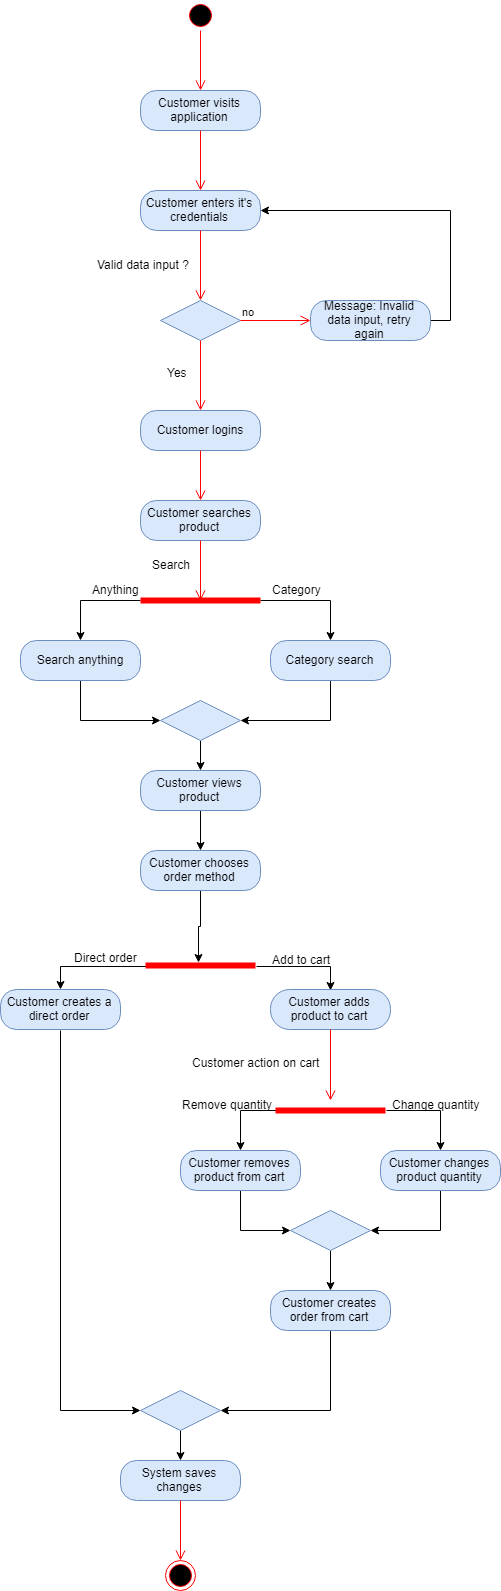 Customer visits
application
Customer enters it's
credentials
Valid data input ?
no
Message: Invalid
data input, retry
again
Yes
Customer logins
Customer searches
product
Search
Anything
Category
Search anything
Category search
Customer views
product
Customer chooses
order method
Direct order
Add to cart
Customer creates a
direct order
Customer adds
product to cart
Customer action on cart
Remove quantity
Change quantity
Customer removes
product from cart
Customer changes
product quantity
Customer creates
order from cart
System saves
changes